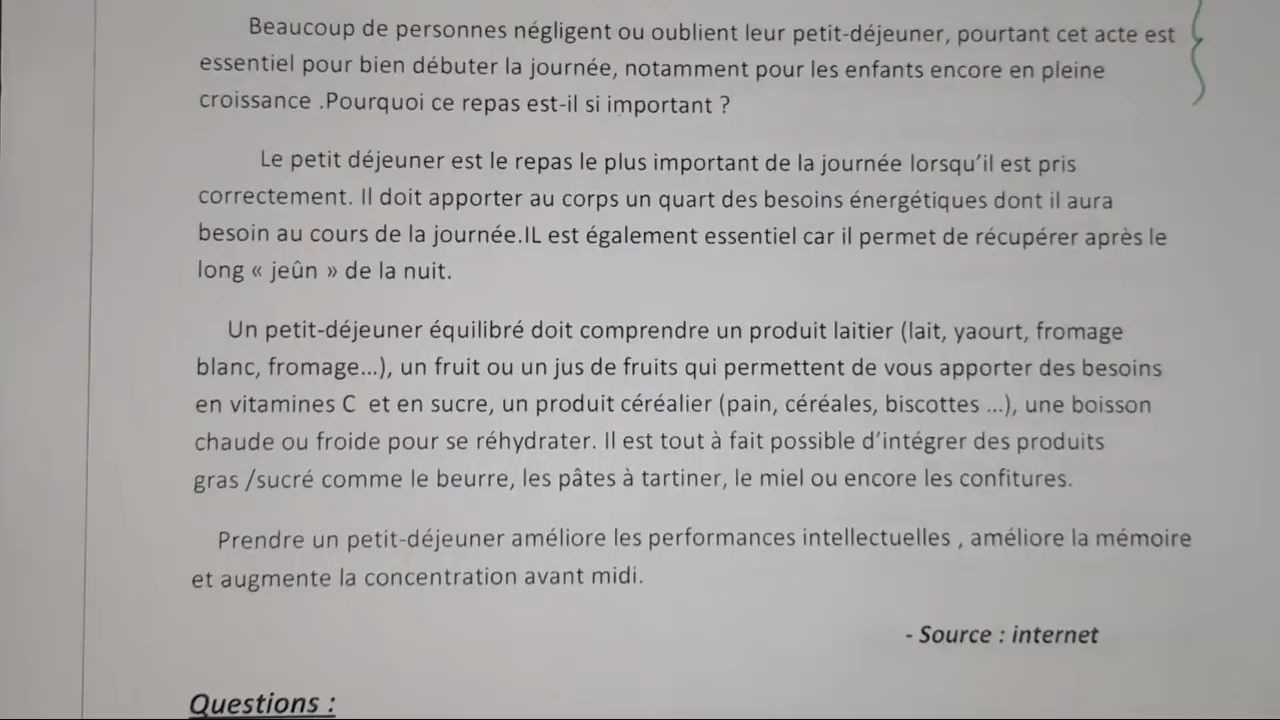 Beaucoup de personnes négligent ou oublient leur petit-déjeuner, pourtant cet acte est
essentiel pour bien débuter la journée, notamment pour les enfants encore en pleine
croissance .Pourquoi ce repas est-il si important ?
Le petit déjeuner est le repas le plus important de la journée lorsqu’il est pris
correctement. Il doit apporter au corps un quart des besoins énergétiques dont il aura
besoin au cours de la journée.IL est également essentiel car il permet de récupérer après le
long « jeûn » de la nuit.
Un petit-déjeuner équilibré doit comprendre un produit laitier (lait, yaourt, fromage
blanc, fromage...), un fruit ou un jus de fruits qui permettent de vous apporter des besoins
en vitamines C  et en sucre, un produit céréalier (pain, céréales, biscottes ...), une boisson
chaude ou froide pour se réhydrater. Il est tout à fait possible d’intégrer des produits
gras /sucré comme le beurre, les pâtes à tartiner, le miel ou encore les confitures.
Prendre un petit-déjeuner améliore les performances intellectuelles , améliore la mémoire
et augmente la concentration avant midi.
- Source : internet
Questions :